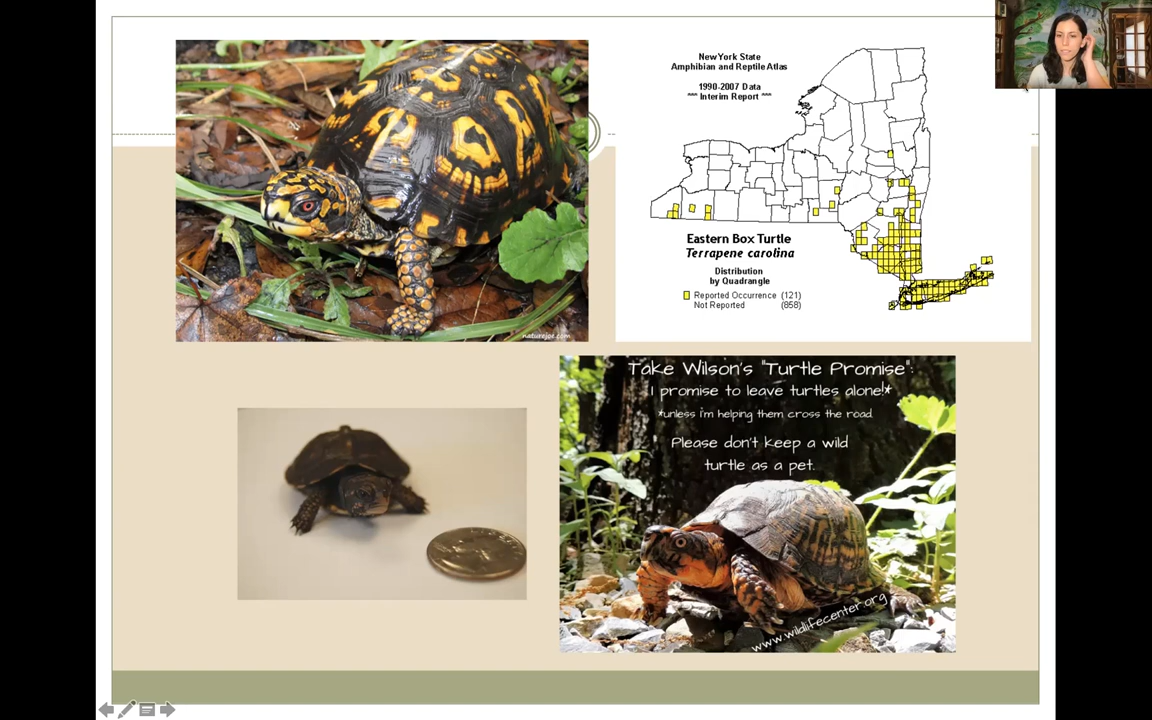 New York State
Amphibian and Reptile Atlas
1990-2007 Data
*** Interim Report ***
Eastern Box Turtle
Terrapene carolina
Distribution
by Quadrangle
Reported Occurrence (121)
Not Reported (858)
naturejoe.com
Take Wilson's "Turtle Promise":
I promise to leave turtles alone!*
*unless i'm helping them cross the road.
Please don't keep a wild
turtle as a pet.
www.wildlifecenter.org